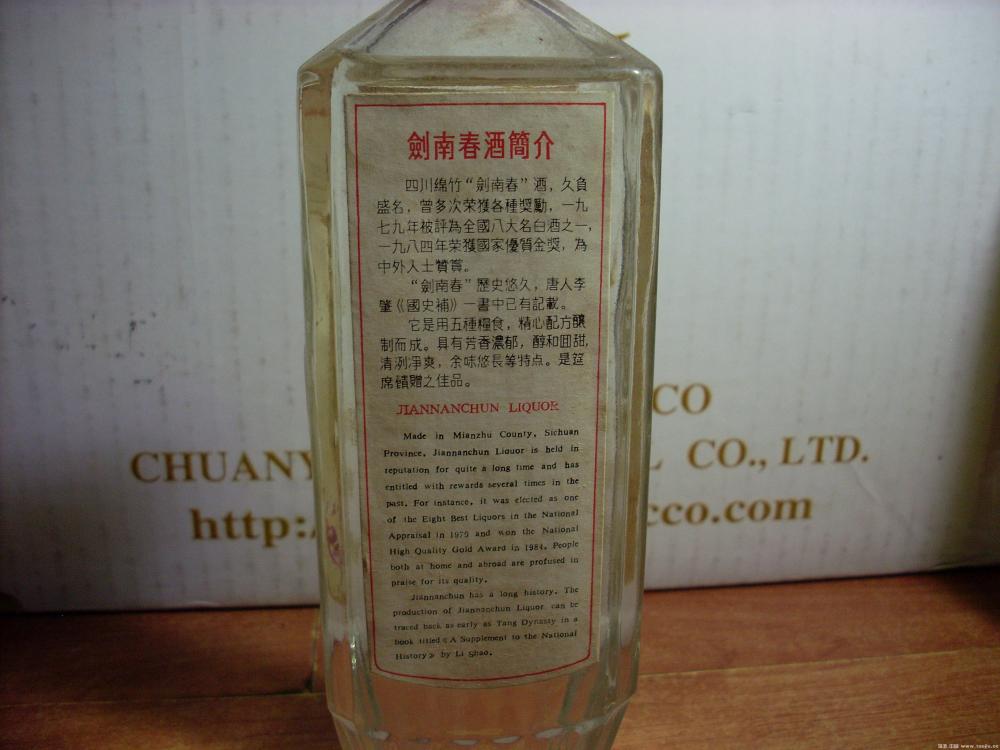 劍南春酒簡介
四川绵竹“劍南春”酒，久負
盛名，曾多次荣獲各種獎勵，一九
七九年被評為全國八大名白酒之一，
一九八四年荣獲國家優質金獎，為
中外人士贊賞。
“劍南春”歷史悠久，唐人李
肇《國史補》一書中已有記載。
它是用五種糧食，精心配方釀
制而成。具有芳香濃郁，醇和回甜，
清洌淨爽，余味悠長等特点。是筵
席饋贈之佳品。
JIANNANCHUN LIQUOR
Made in Mianzhu County, Sichuan
Province, Jiannanchun Liquor is held in
reputation for quite a long time and has
entitled with rewards several times in the
past. For instance, it was elected as one
of the Eight Best Liquors in the National
Appraisal in 1979 and won the National
High Quality Gold Award in 1984. People
both at home and abroad are profused in
praise for its quality.
Jiannanchun has a long history. The
production of Jiannanchun Liquor can be
traced back as early as Tang Dynasty in a
book titled《A Supplement to the National
History》by Li Shao.
CO
CHUANY L CO., LTD.
http:/ cco.com